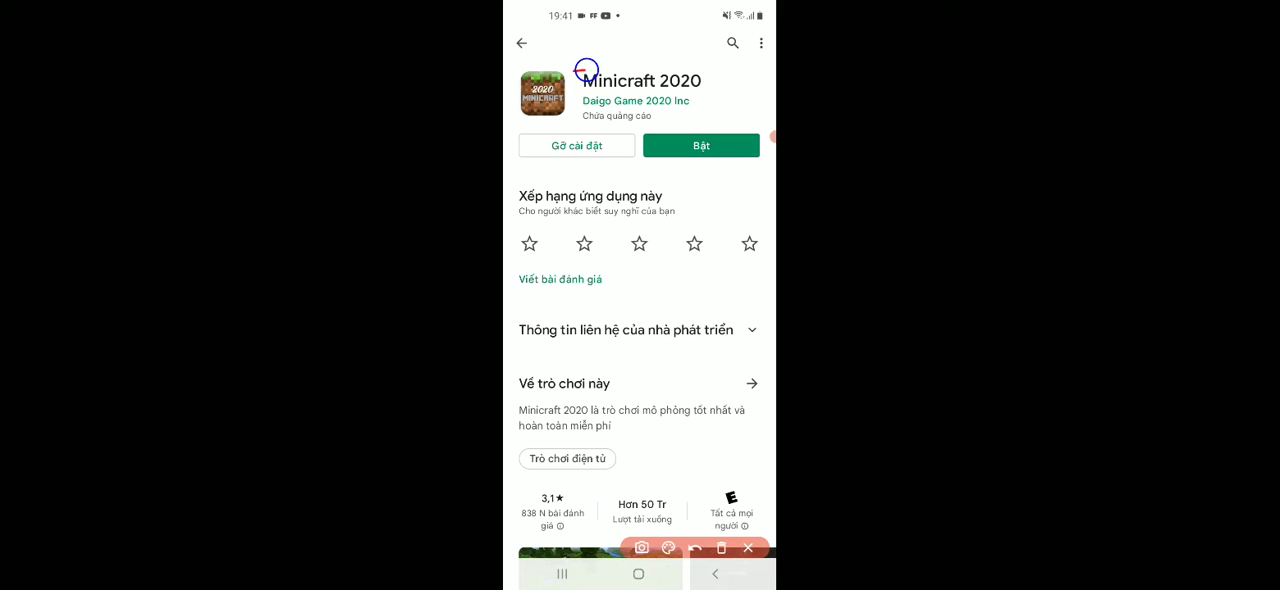 19:41 FF
Minicraft 2020
2020
MINICRAFT
Daigo Game 2020 Inc
Chứa quảng cáo
Gỡ cài đặt
Bật
Xếp hạng ứng dụng này
Cho người khác biết suy nghĩ của bạn
Viết bài đánh giá
Thông tin liên hệ của nhà phát triển
Về trò chơi này
Minicraft 2020 là trò chơi mô phỏng tốt nhất và
hoàn toàn miễn phí
Trò chơi điện tử
3,1★
838 N bài đánh
giá
Hơn 50 Tr
Lượt tải xuống
E
Tất cả mọi
người